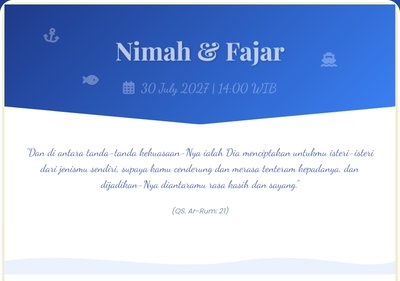 Nimah & Fajar
30 July 2027 | 14:00 WIB
"Dan di antara tanda-tanda kekuasaan-Nya ialah Dia menciptakan untukmu isteri-isteri
dari jenismu sendiri, supaya kamu cenderung dan merasa tenteram kepadanya, dan
dijadikan-Nya diantaramu rasa kasih dan sayang."
(QS. Ar-Rum: 21)